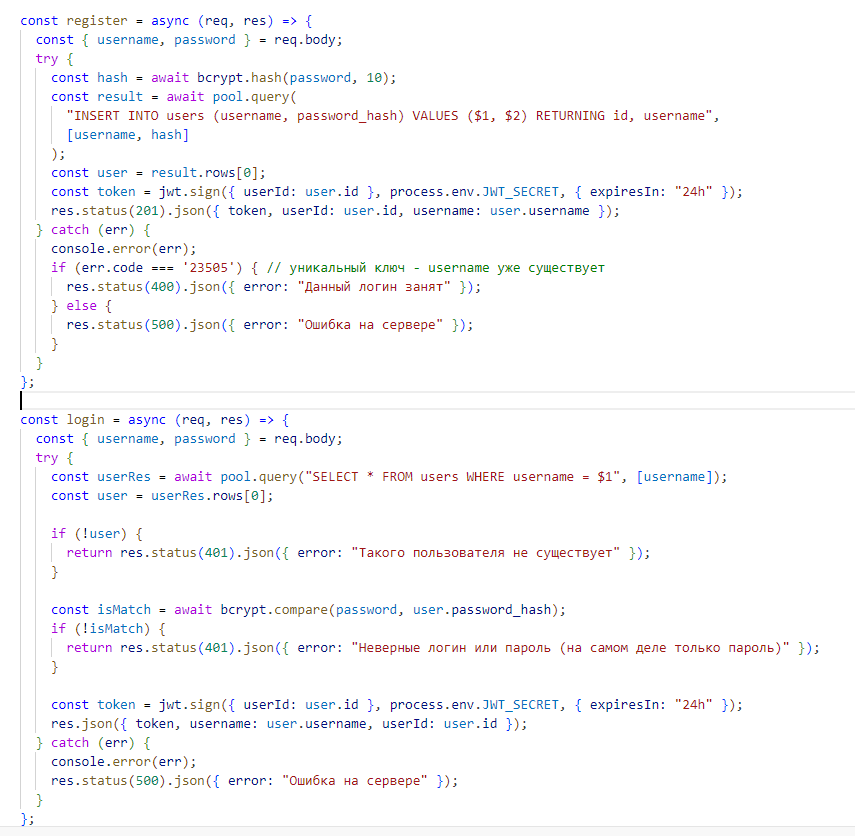 const register = async (req, res) => {
  const { username, password } = req.body;
  try {
    const hash = await bcrypt.hash(password, 10);
    const result = await pool.query(
      "INSERT INTO users (username, password_hash) VALUES ($1, $2) RETURNING id, username",
      [username, hash]
    );
    const user = result.rows[0];
    const token = jwt.sign({ userId: user.id }, process.env.JWT_SECRET, { expiresIn: "24h" });
    res.status(201).json({ token, userId: user.id, username: user.username });
  } catch (err) {
    console.error(err);
    if (err.code === '23505') { // уникальный ключ - username уже существует
      res.status(400).json({ error: "Данный логин занят" });
    } else {
      res.status(500).json({ error: "Ошибка на сервере" });
    }
  }
};
const login = async (req, res) => {
  const { username, password } = req.body;
  try {
    const userRes = await pool.query("SELECT * FROM users WHERE username = $1", [username]);
    const user = userRes.rows[0];

    if (!user) {
      return res.status(401).json({ error: "Такого пользователя не существует" });
    }

    const isMatch = await bcrypt.compare(password, user.password_hash);
    if (!isMatch) {
      return res.status(401).json({ error: "Неверные логин или пароль (на самом деле только пароль)" });
    }

    const token = jwt.sign({ userId: user.id }, process.env.JWT_SECRET, { expiresIn: "24h" });
    res.json({ token, username: user.username, userId: user.id });
  } catch (err) {
    console.error(err);
    res.status(500).json({ error: "Ошибка на сервере" });
  }
};